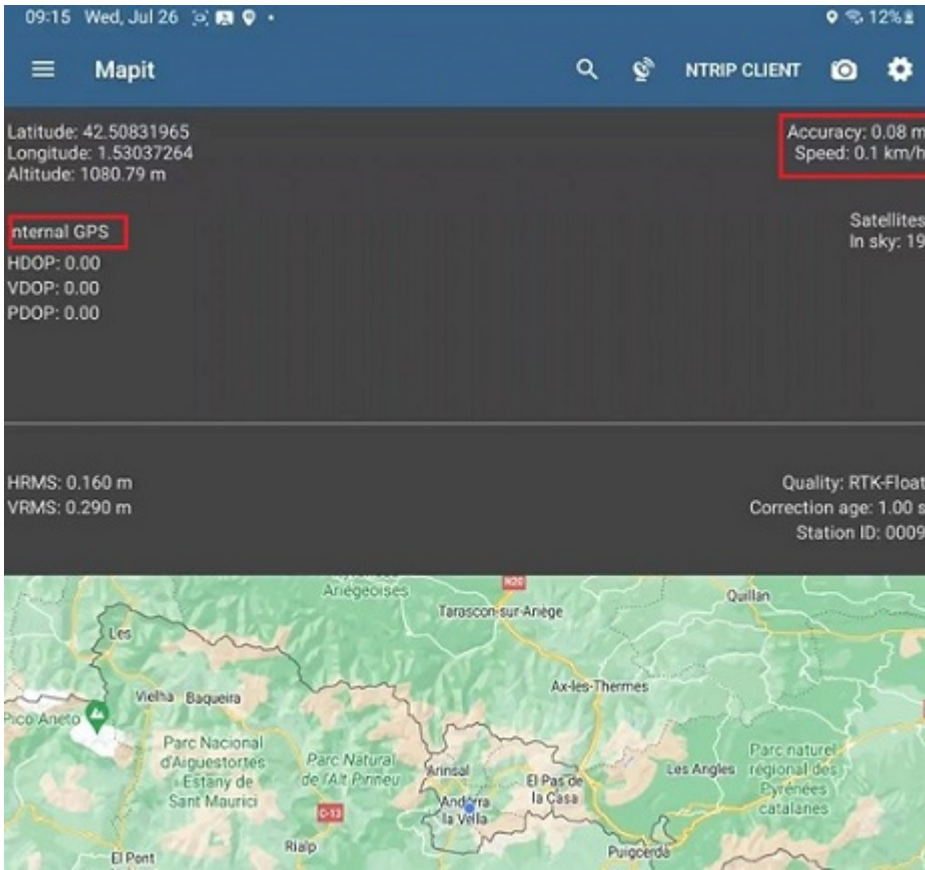 09:15 Wed, Jul 26 12%
Mapit
NTRIP CLIENT
Latitude: 42.50831965
Longitude: 1.53037264
Altitude: 1080.79 m
Accuracy: 0.08 m
Speed: 0.1 km/h
nternal GPS
HDOP: 0.00
VDOP: 0.00
PDOP: 0.00
Satellites
In sky: 19
HRMS: 0.160 m
VRMS: 0.290 m
Quality: RTK-Float
Correction age: 1.00 s
Station ID: 0009
Ariégeoises
N20
Tarascon-sur-Ariège
Quillan
Les
Vielha
Baqueira
Ax-les-Thermes
Pico Aneto
Parc Nacional
d'Aiguestortes
i Estany de
Sant Maurici
Parc Natural
de l'Alt Pirineu
Arinsal
El Pas de
la Casa
Andorra
la Vella
Les Angles
Parc naturel
régional des
Pyrénées
catalanes
C-13
Rialp
Puigcerdà
El Pont